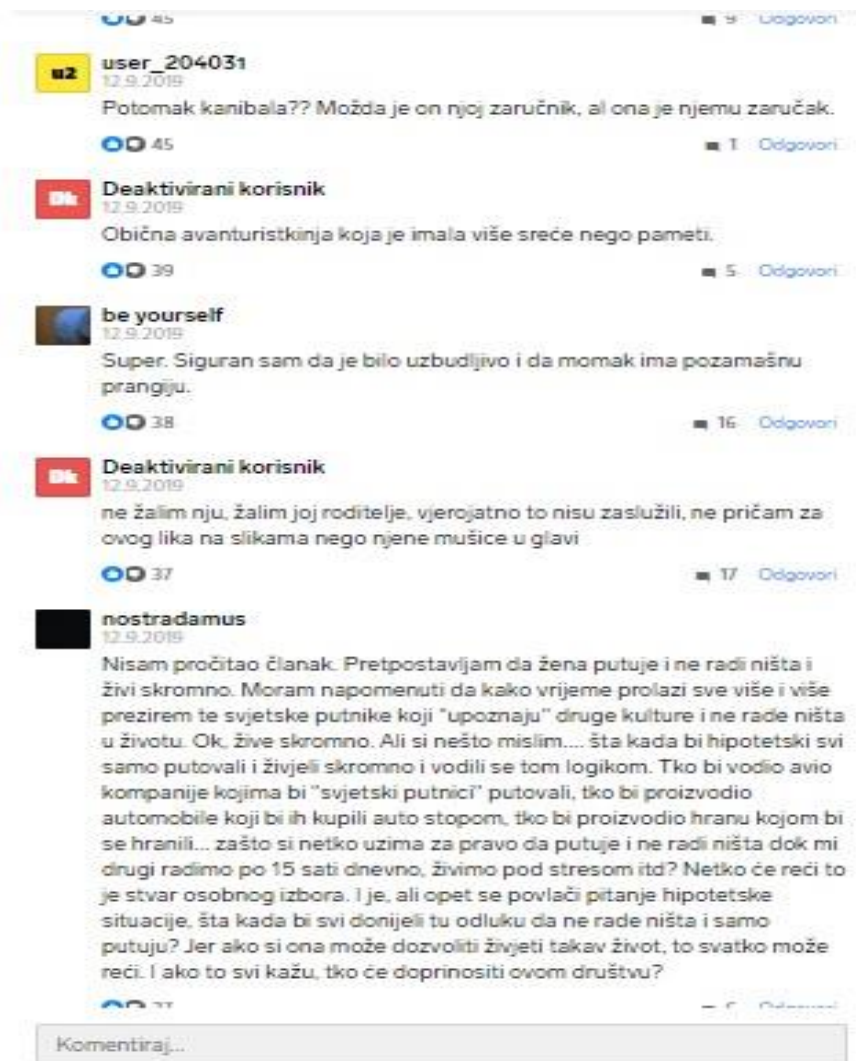 45 9 Odgovori
u2 user_204031
12.9.2019
Potomak kanibala?? Možda je on njoj zaručnik, al ona je njemu zaručak.
45 1 Odgovori
Dk Deaktivirani korisnik
12.9.2019
Obična avanturistkinja koja je imala više sreće nego pameti.
39 5 Odgovori
be yourself
12.9.2019
Super. Siguran sam da je bilo uzbudljivo i da momak ima pozamašnu
prangiju.
38 16 Odgovori
Dk Deaktivirani korisnik
12.9.2019
ne žalim nju, žalim joj roditelje, vjerojatno to nisu zaslužili, ne pričam za
ovog lika na slikama nego njene mušice u glavi
37 17 Odgovori
nostradamus
12.9.2019
Nisam pročitao članak. Pretpostavljam da žena putuje i ne radi ništa i
živi skromno. Moram napomenuti da kako vrijeme prolazi sve više i više
prezirem te svjetske putnike koji "upoznaju" druge kulture i ne rade ništa
u životu. Ok, žive skromno. Ali si nešto mislim.... šta kada bi hipotetski svi
samo putovali i živjeli skromno i vodili se tom logikom. Tko bi vodio avio
kompanije kojima bi "svjetski putnici" putovali, tko bi proizvodio
automobile koji bi ih kupili auto stopom, tko bi proizvodio hranu kojom bi
se hranili... zašto si netko uzima za pravo da putuje i ne radi ništa dok mi
drugi radimo po 15 sati dnevno, živimo pod stresom itd? Netko će reći to
je stvar osobnog izbora. I je, ali opet se povlači pitanje hipotetske
situacije, šta kada bi svi donijeli tu odluku da ne rade ništa i samo
putuju? Jer ako si ona može dozvoliti živjeti takav život, to svatko može
reći. I ako to svi kažu, tko će doprinositi ovom društvu?
Komentiraj...